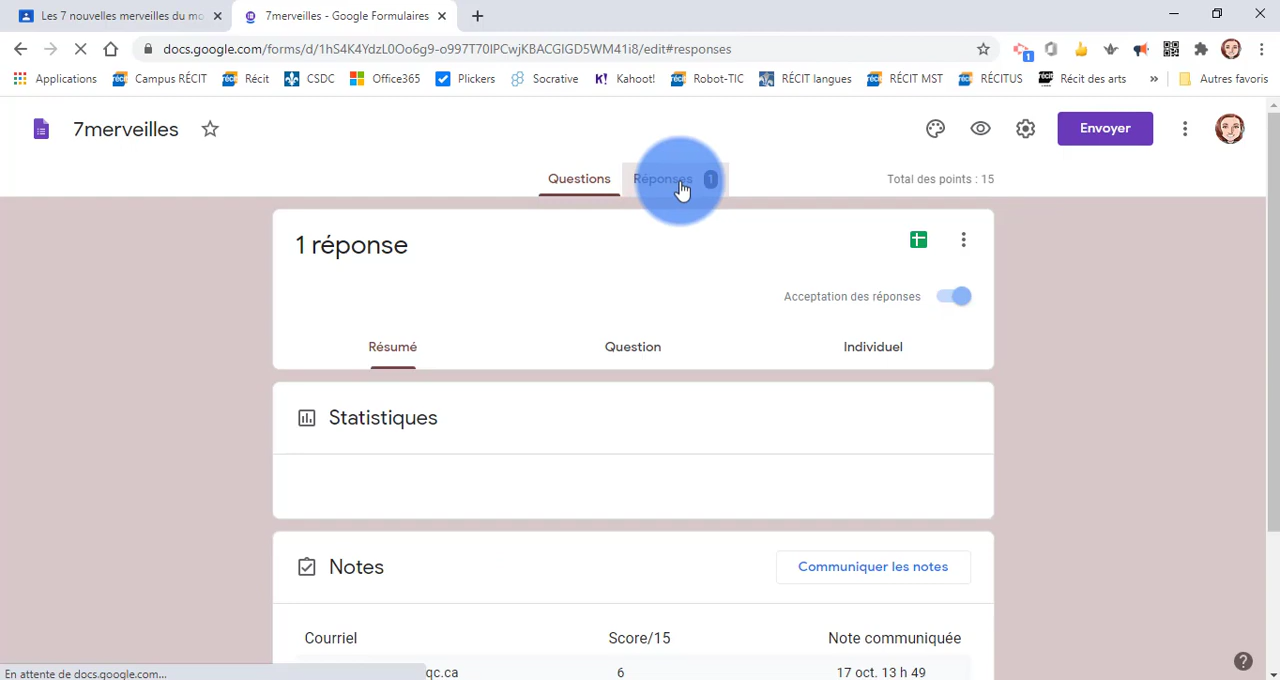 Les 7 nouvelles merveilles du mo
7merveilles - Google Formulaires
docs.google.com/forms/d/1hS4K4YdzL0Oo6g9-o997T70IPCwjKBACGIGD5WM41i8/edit#responses
Applications Campus RÉCIT Récit CSDC Office365 Plickers Socrative K! Kahoot! Robot-TIC RÉCIT langues RÉCIT MST RÉCITUS Récit des arts » Autres favoris
7merveilles
Envoyer
Questions Réponses 1 Total des points : 15
1 réponse
Acceptation des réponses
Résumé Question Individuel
Statistiques
Notes Communiquer les notes
Courriel Score/15 Note communiquée
qc.ca 6 17 oct. 13 h 49
En attente de docs.google.com...